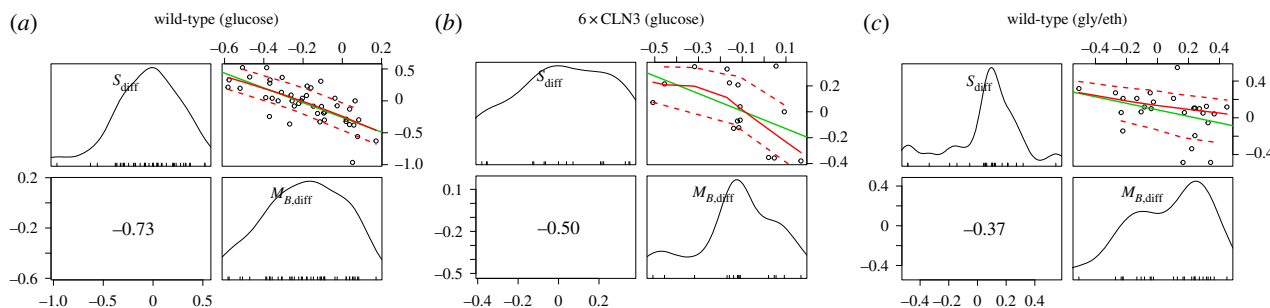 (a) wild-type (glucose)
−0.6 −0.4 −0.2 0 0.2
S_diff
0.5
0
−0.5
−1.0
0.2
−0.2
−0.6
−0.73
M_B,diff
−1.0 −0.5 0 0.5
(b) 6 × CLN3 (glucose)
−0.5 −0.3 −0.1 0.1
S_diff
0.2
0
−0.2
−0.4
0.1
−0.1
−0.3
−0.5
−0.50
M_B,diff
−0.4 −0.2 0 0.2
(c) wild-type (gly/eth)
−0.4 −0.2 0 0.2 0.4
S_diff
0.4
0
−0.4
0.4
0
−0.4
−0.37
M_B,diff
−0.4 −0.2 0 0.2 0.4